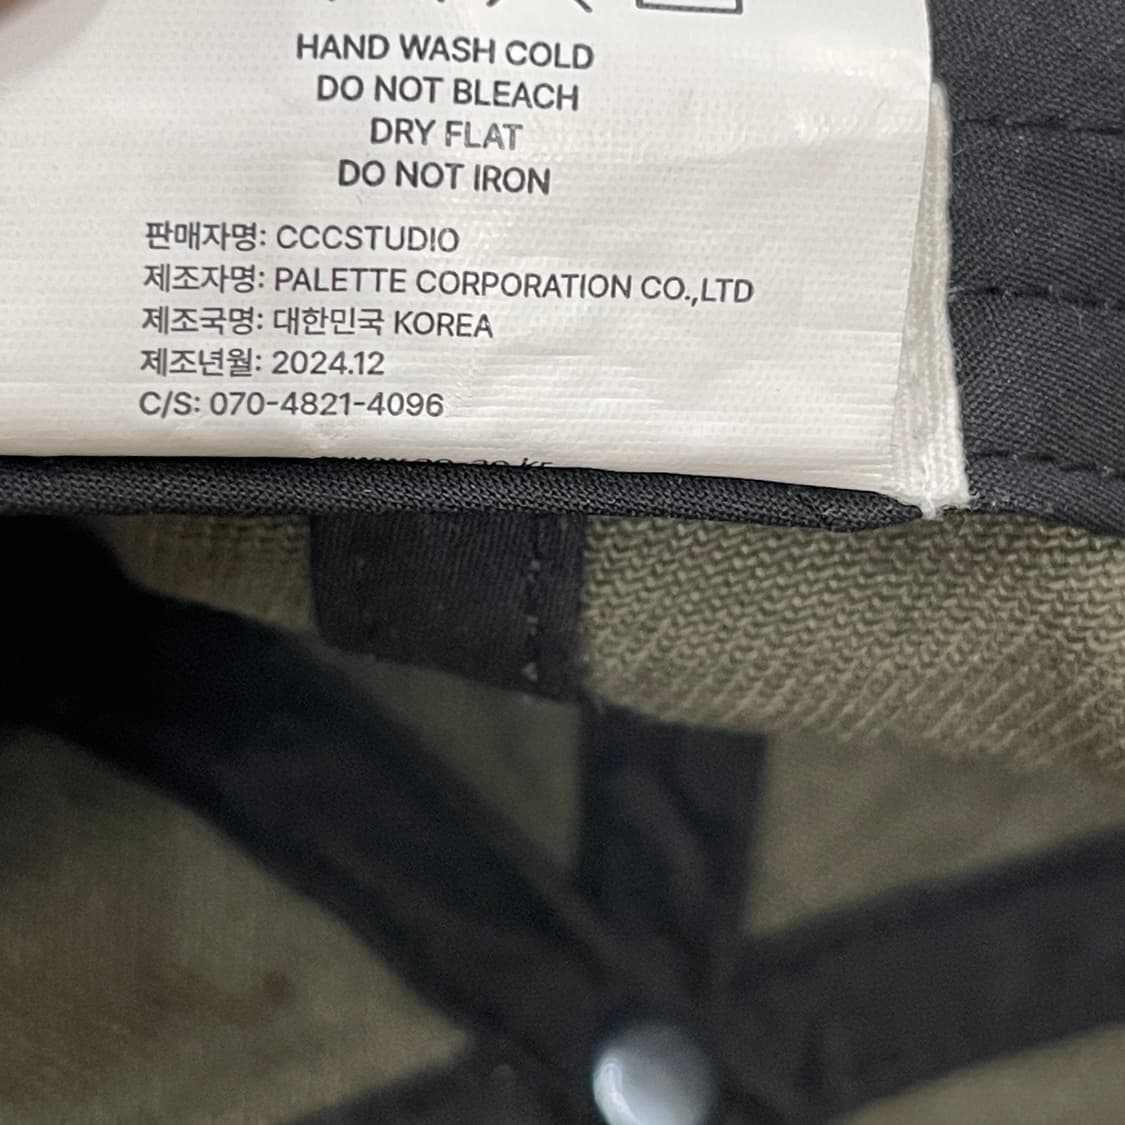 HAND WASH COLD
DO NOT BLEACH
DRY FLAT
DO NOT IRON
판매자명: CCCSTUDIO
제조자명: PALETTE CORPORATION CO.,LTD
제조국명: 대한민국 KOREA
제조년월: 2024.12
C/S: 070-4821-4096